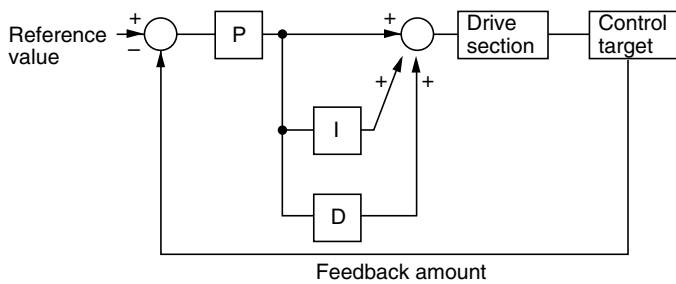 Reference
value
+
−
P
+
Drive
section
Control
target
+
+
I
D
Feedback amount